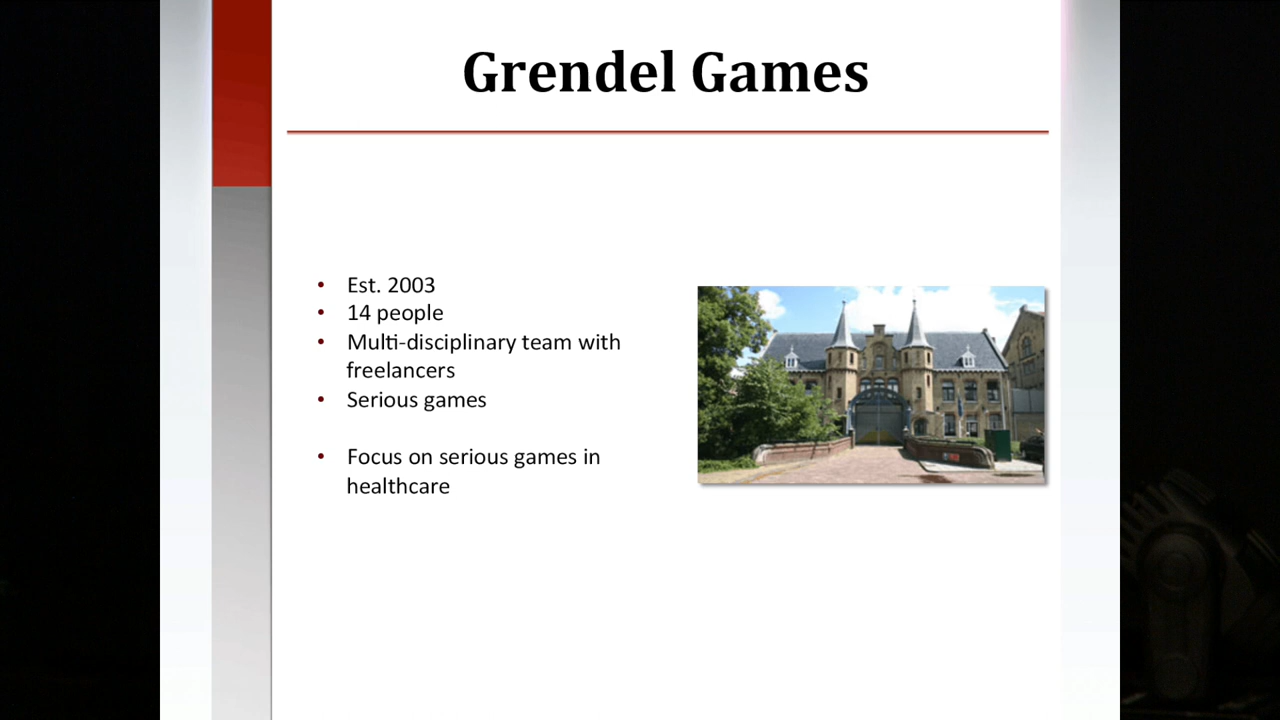 Grendel Games
• Est. 2003
• 14 people
• Multi-disciplinary team with
freelancers
• Serious games
• Focus on serious games in
healthcare